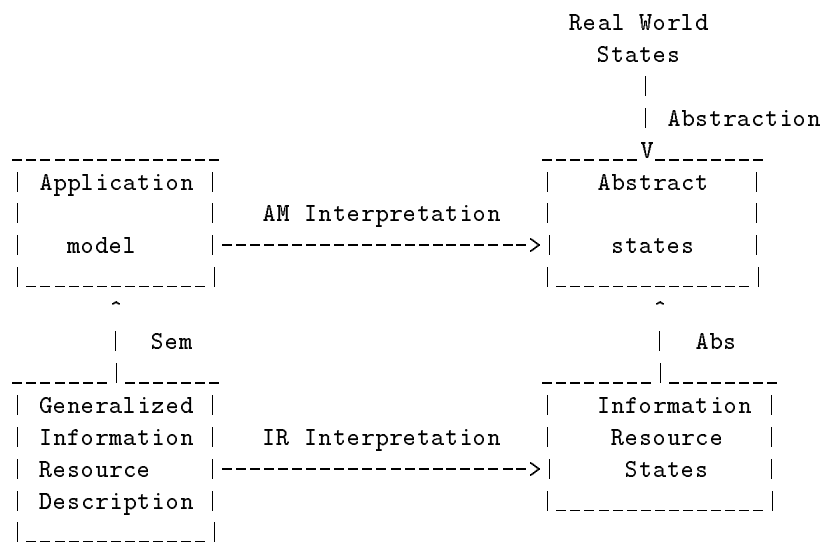 Real World
States
Abstraction
Application Abstract
AM Interpretation
model states
Sem Abs
Generalized Information
Information IR Interpretation Resource
Resource States
Description